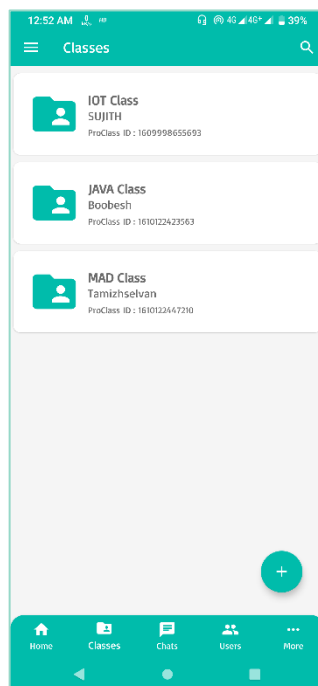 12:52 AM 4G 4G+ 39%
Classes
IOT Class
SUJITH
ProClass ID : 1609998655693
JAVA Class
Boobesh
ProClass ID : 1610122423563
MAD Class
Tamizhselvan
ProClass ID : 1610122447210
Home Classes Chats Users More